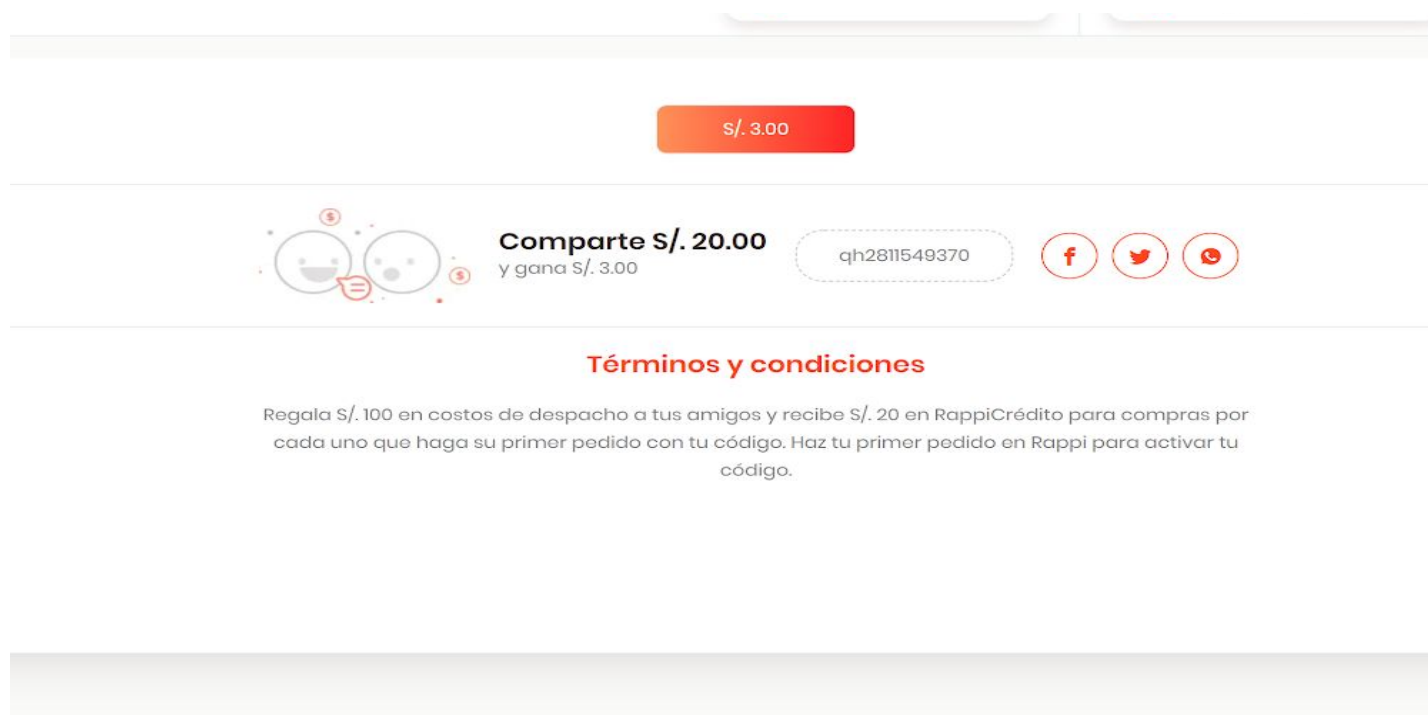 S/. 3.00
Comparte S/. 20.00
y gana S/. 3.00
qh2811549370
Términos y condiciones
Regala S/. 100 en costos de despacho a tus amigos y recibe S/. 20 en RappiCrédito para compras por
cada uno que haga su primer pedido con tu código. Haz tu primer pedido en Rappi para activar tu
código.